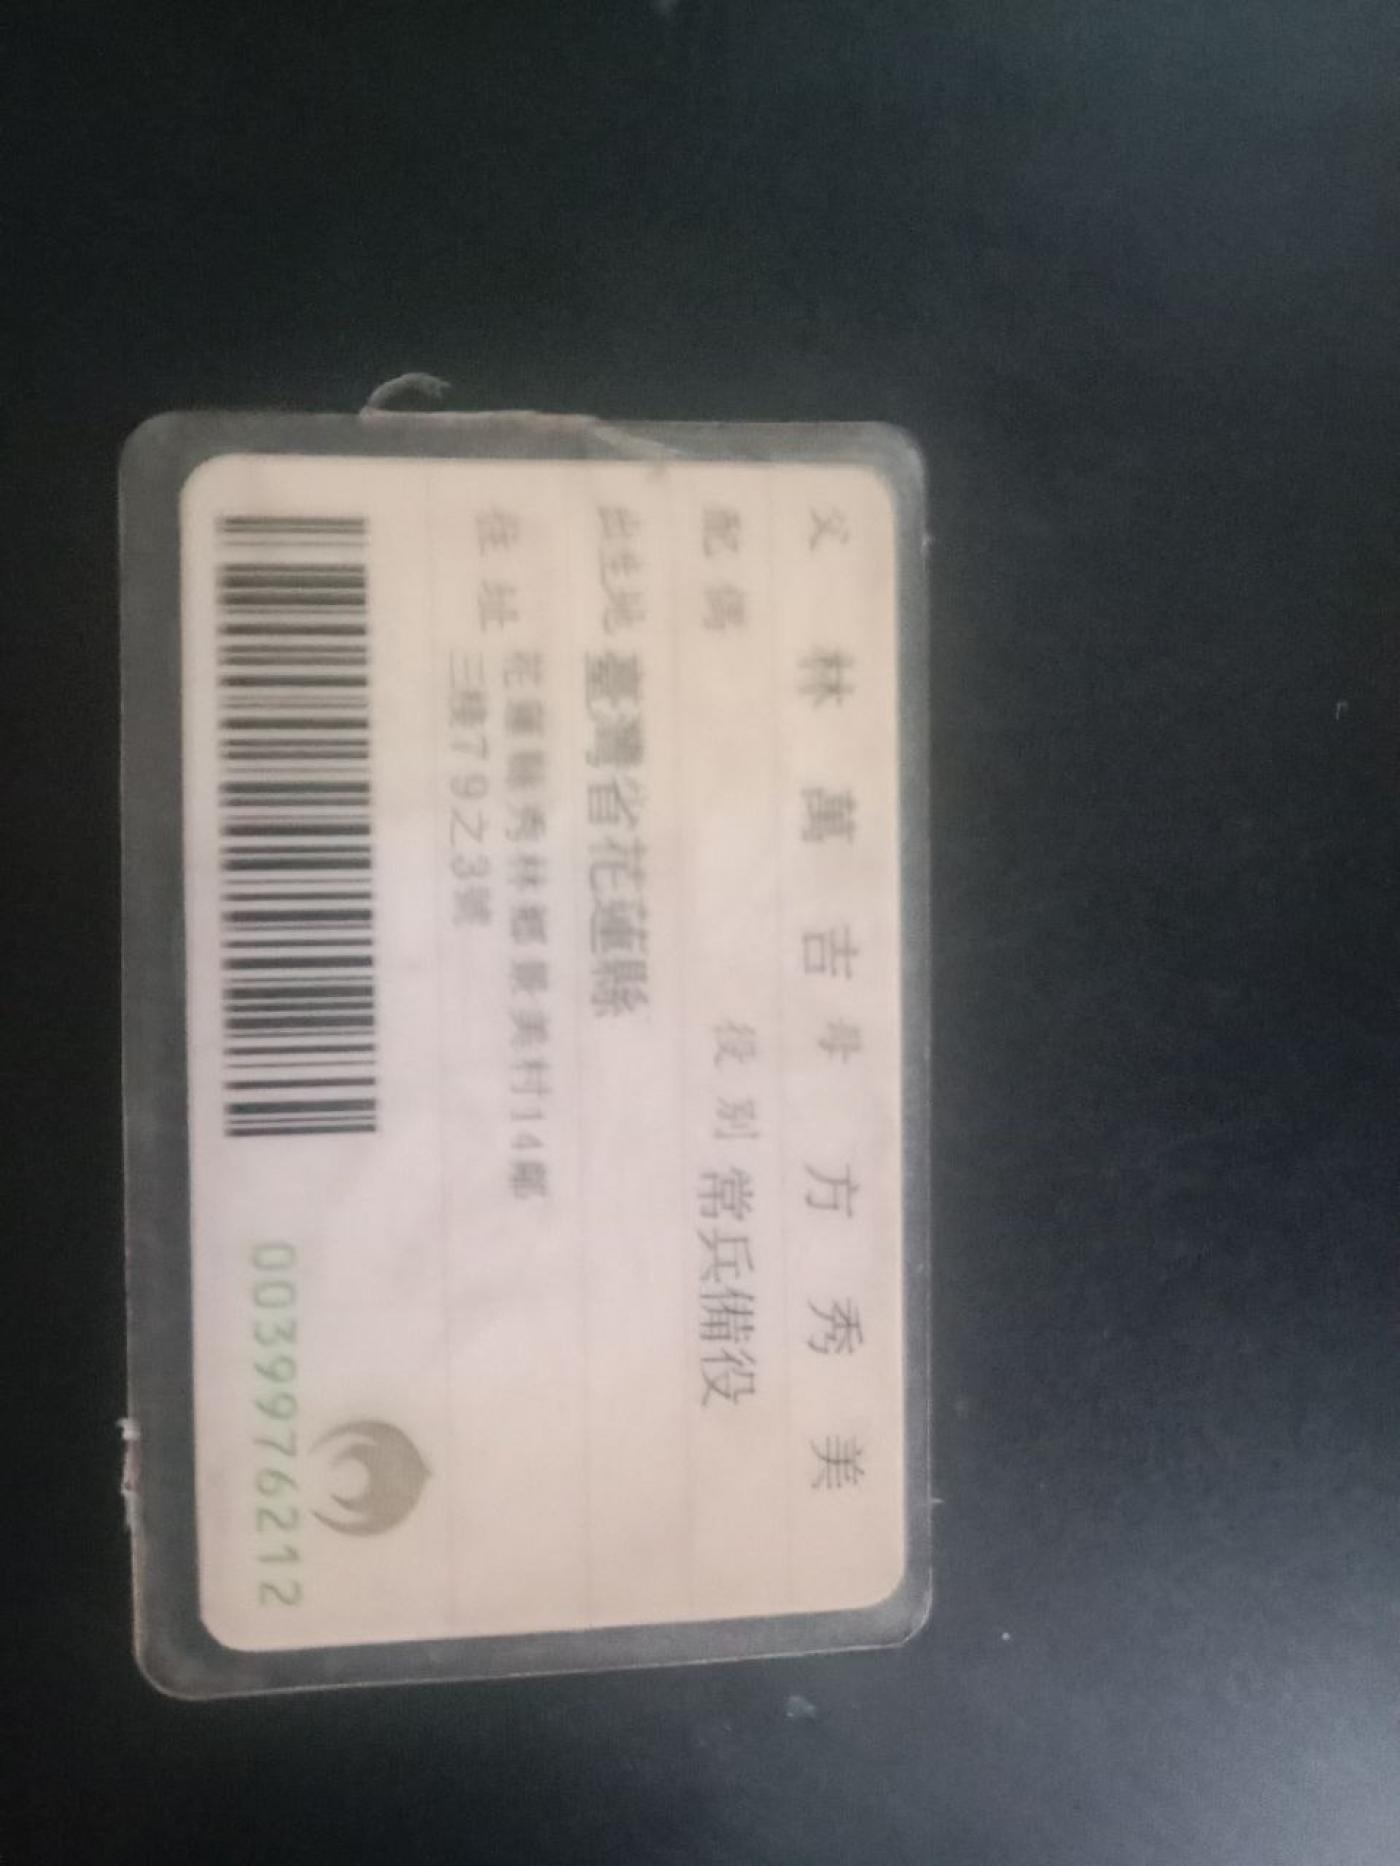 父 林萬吉 母 方秀美
配偶 役別 常兵備役
出生地 臺灣省花蓮縣
住址 花蓮縣秀林鄉景美村14鄰
三棧79之3號
0039976212